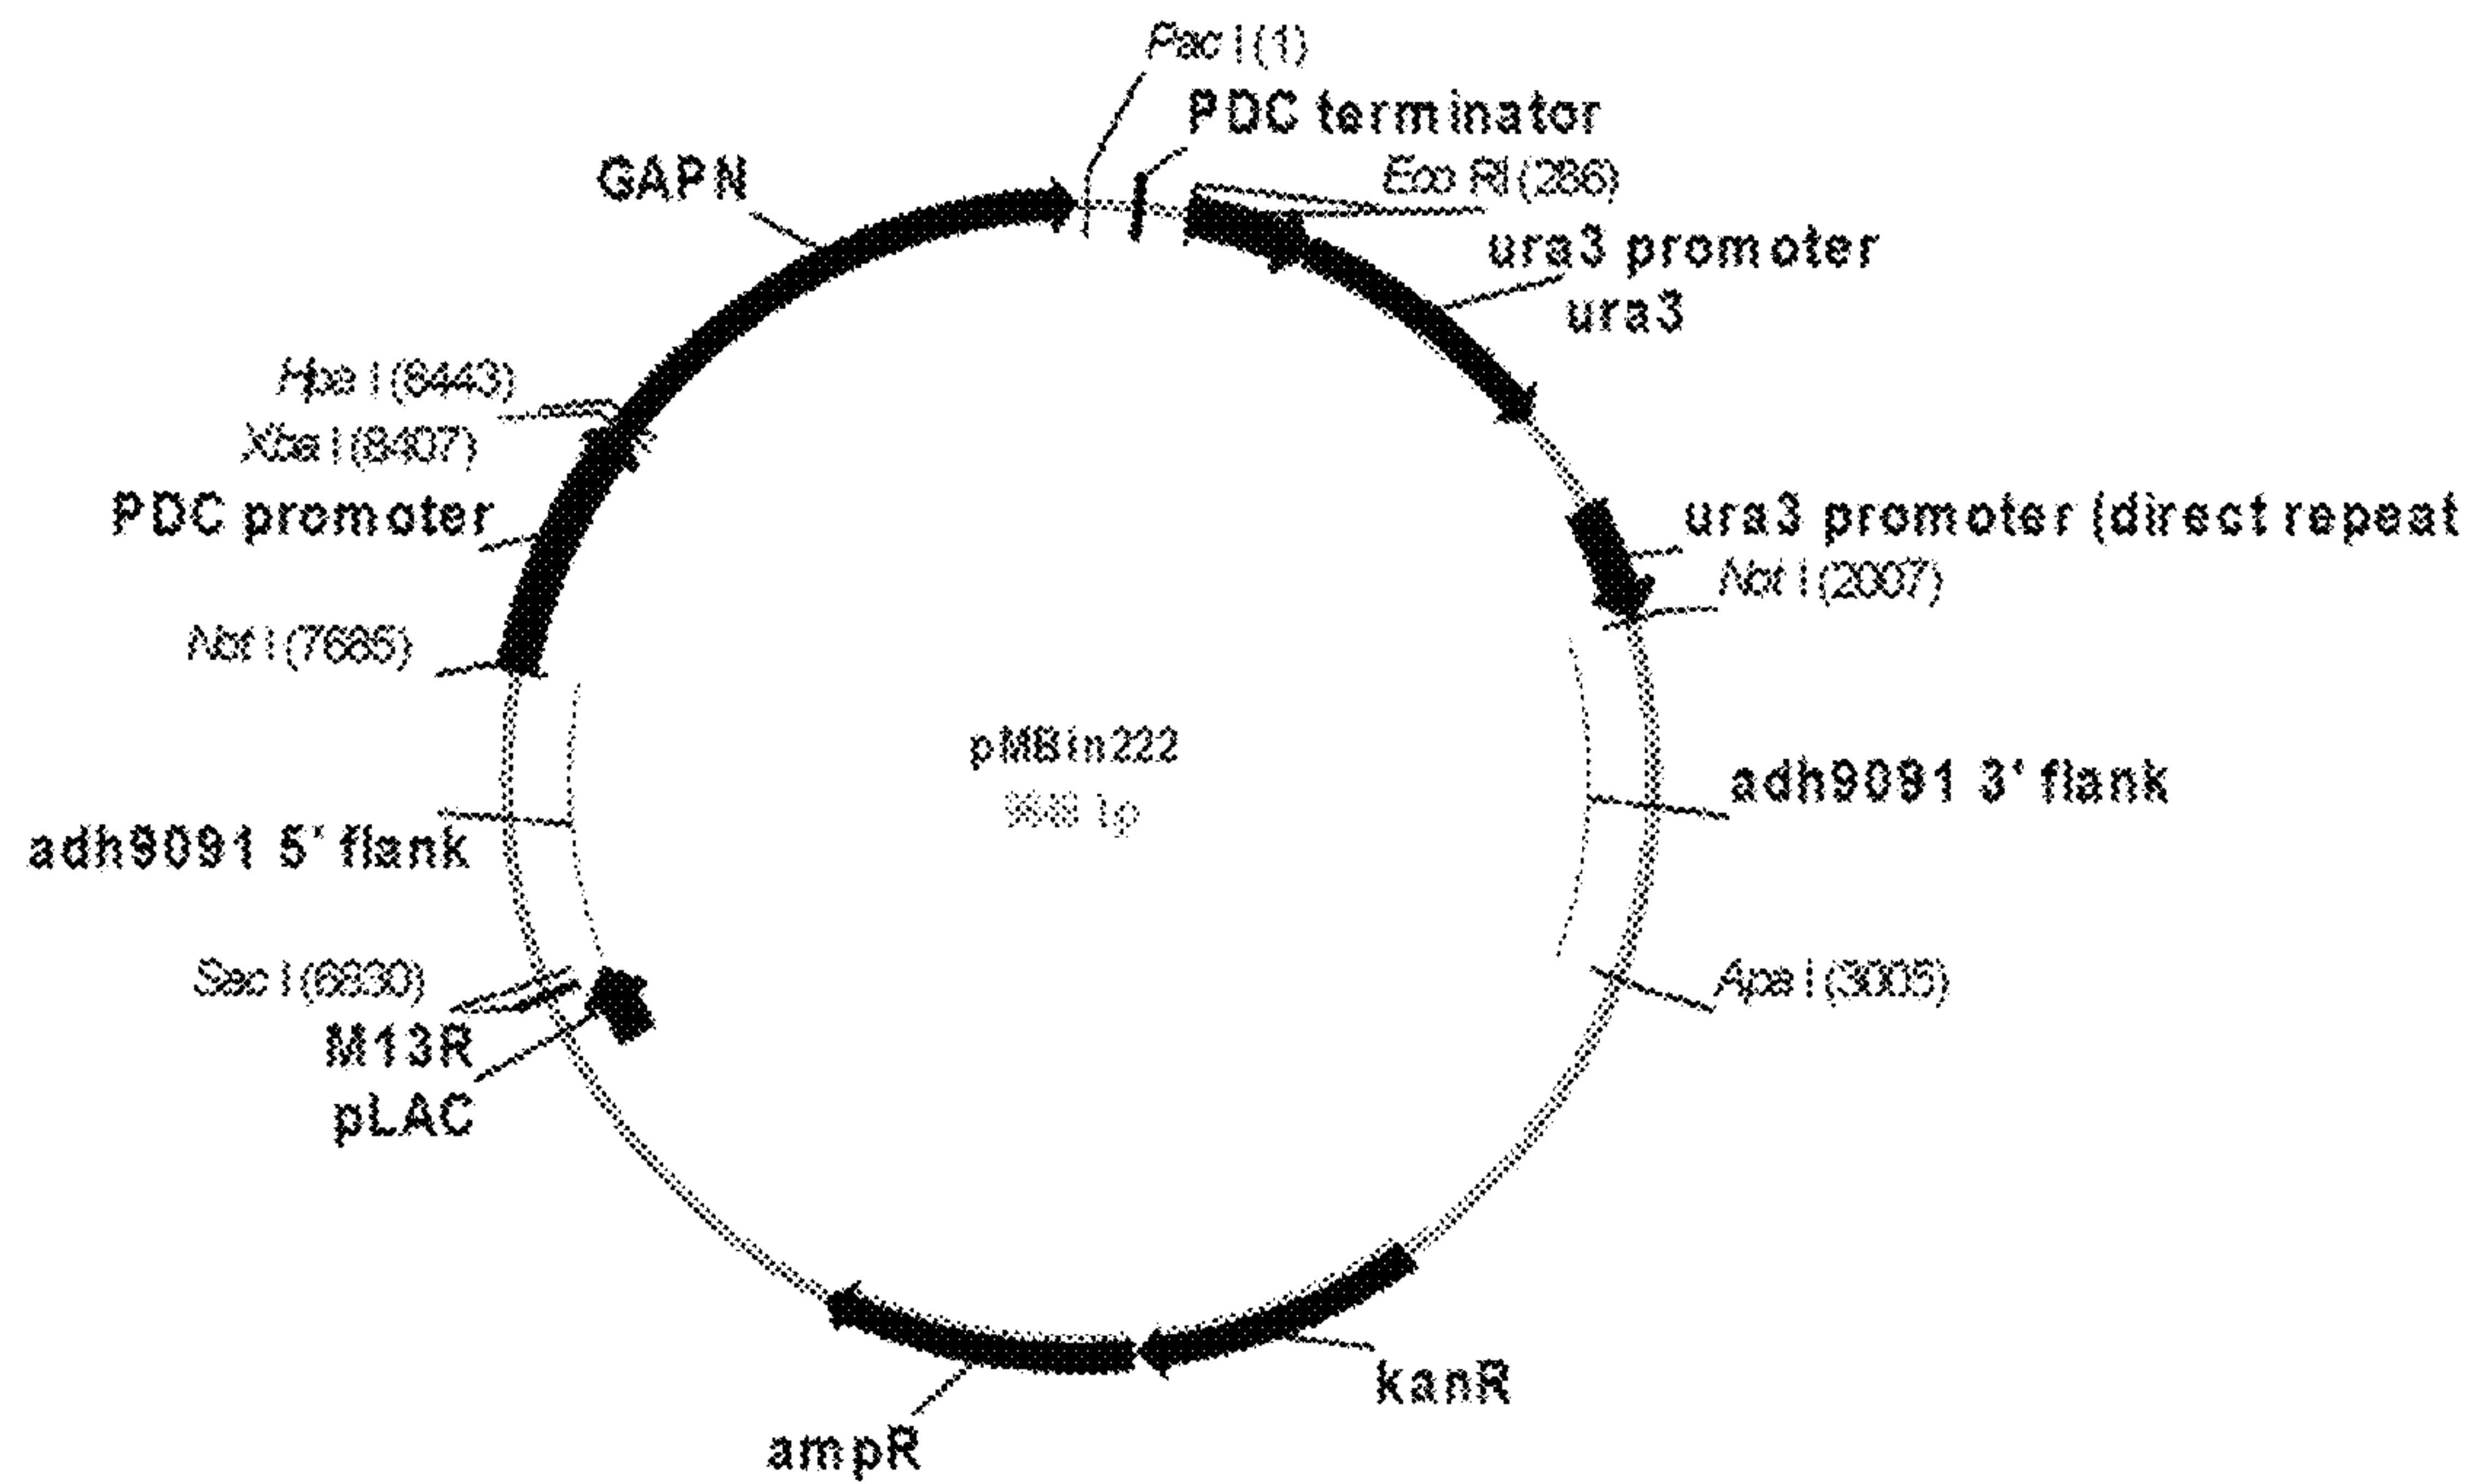 Pac I (1)
PDC terminator
GAPN
Eco RI (286)
ura3 promoter
ura3
Xba I (8407)
PDC promoter
ura3 promoter (direct repeat
Not I (2007)
Not I (7685)
pMBin222
adh9091 3' flank
adh9091 5' flank
Sac I (6930)
Apa I (3005)
M13R
pLAC
kanR
ampR